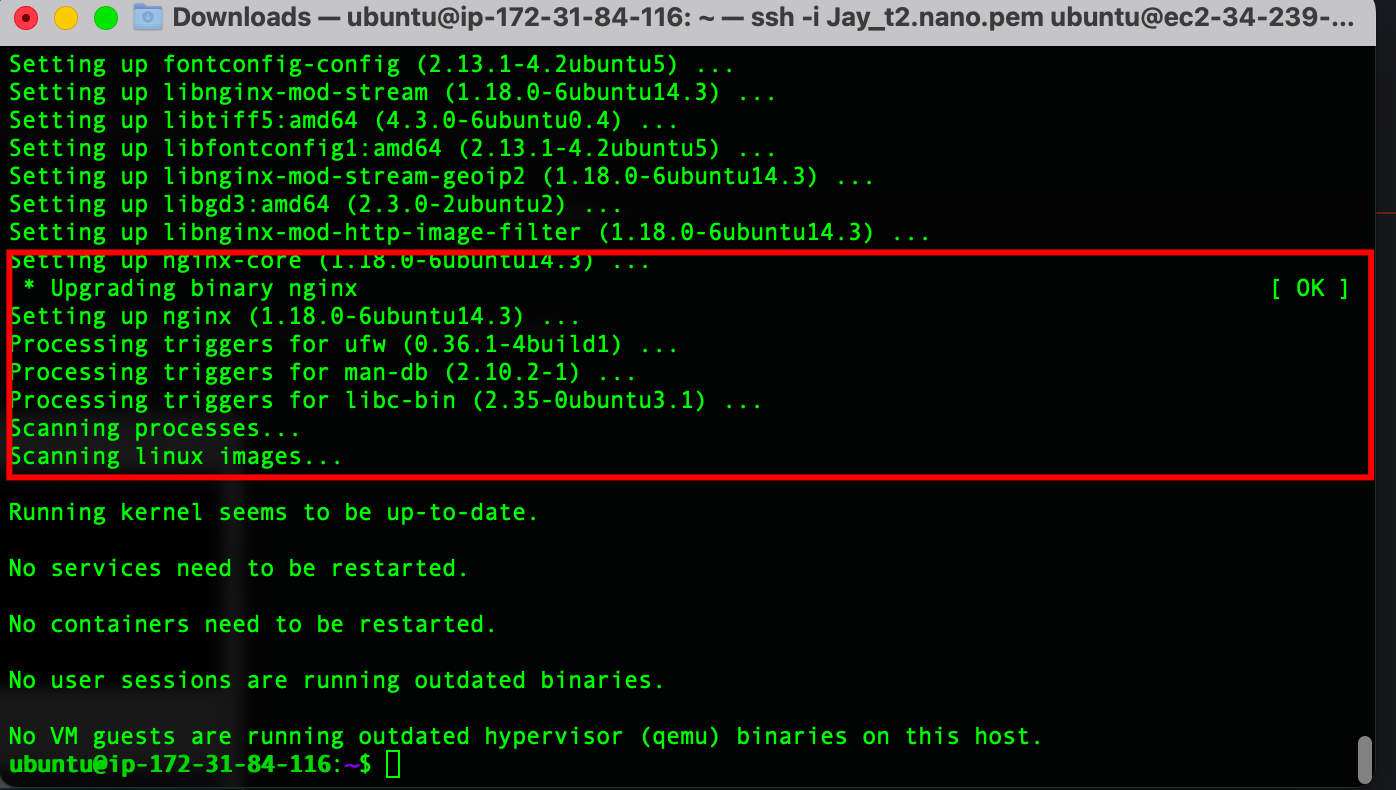 Downloads — ubuntu@ip-172-31-84-116: ~ — ssh -i Jay_t2.nano.pem ubuntu@ec2-34-239-...
Setting up fontconfig-config (2.13.1-4.2ubuntu5) ...
Setting up libnginx-mod-stream (1.18.0-6ubuntu14.3) ...
Setting up libtiff5:amd64 (4.3.0-6ubuntu0.4) ...
Setting up libfontconfig1:amd64 (2.13.1-4.2ubuntu5) ...
Setting up libnginx-mod-stream-geoip2 (1.18.0-6ubuntu14.3) ...
Setting up libgd3:amd64 (2.3.0-2ubuntu2) ...
Setting up libnginx-mod-http-image-filter (1.18.0-6ubuntu14.3) ...
Setting up nginx-core (1.18.0-6ubuntu14.3) ...
 * Upgrading binary nginx [ OK ]
Setting up nginx (1.18.0-6ubuntu14.3) ...
Processing triggers for ufw (0.36.1-4build1) ...
Processing triggers for man-db (2.10.2-1) ...
Processing triggers for libc-bin (2.35-0ubuntu3.1) ...
Scanning processes...
Scanning linux images...
Running kernel seems to be up-to-date.
No services need to be restarted.
No containers need to be restarted.
No user sessions are running outdated binaries.
No VM guests are running outdated hypervisor (qemu) binaries on this host.
ubuntu@ip-172-31-84-116:~$